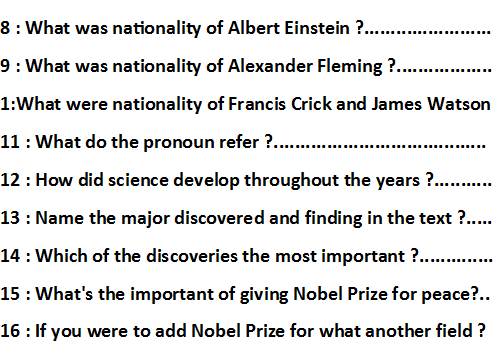 8 : What was nationality of Albert Einstein ?........................
9 : What was nationality of Alexander Fleming ?..................
1:What were nationality of Francis Crick and James Watson
11 : What do the pronoun refer ?........................................
12 : How did science develop throughout the years ?...........
13 : Name the major discovered and finding in the text ?.....
14 : Which of the discoveries the most important ?..............
15 : What's the important of giving Nobel Prize for peace?..
16 : If you were to add Nobel Prize for what another field ?